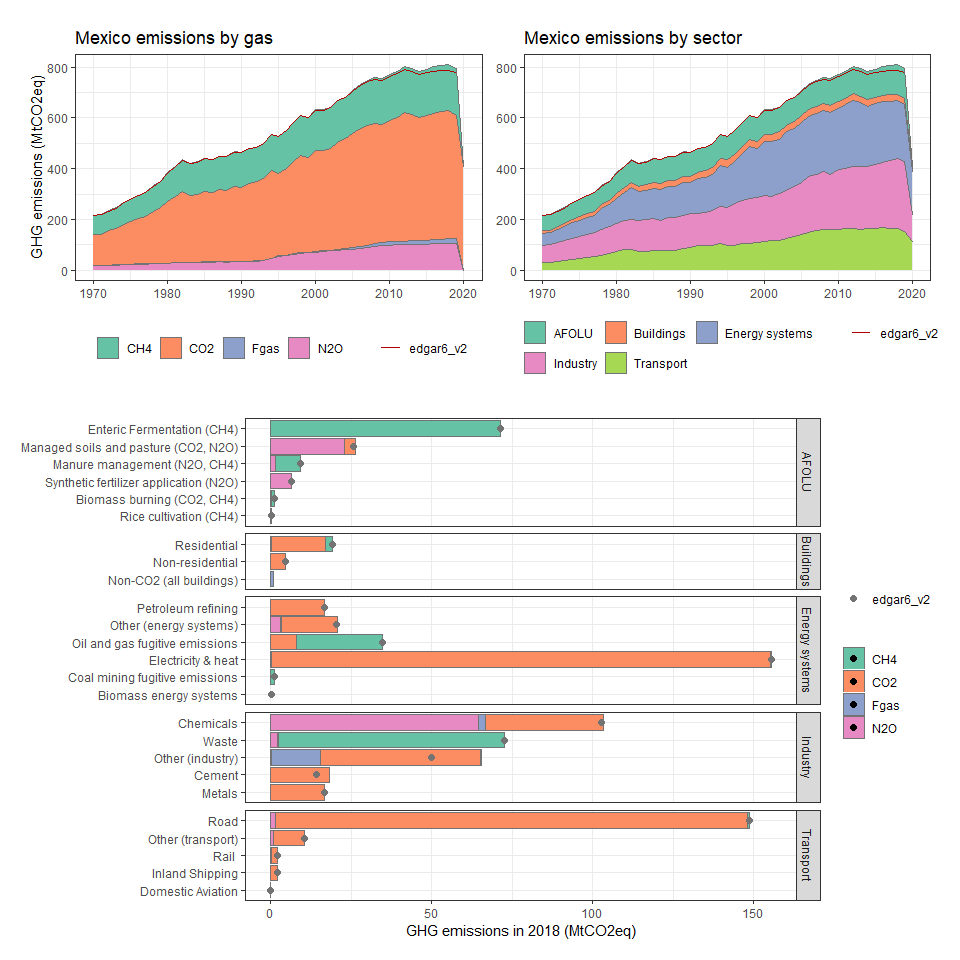 Mexico emissions by gas
GHG emissions (MtCO2eq)
800
600
400
200
0
1970 1980 1990 2000 2010 2020
CH4 CO2 Fgas N2O edgar6_v2
Mexico emissions by sector
800
600
400
200
0
1970 1980 1990 2000 2010 2020
AFOLU Buildings Energy systems edgar6_v2
Industry Transport
Enteric Fermentation (CH4)
Managed soils and pasture (CO2, N2O)
Manure management (N2O, CH4)
Synthetic fertilizer application (N2O)
Biomass burning (CO2, CH4)
Rice cultivation (CH4)
AFOLU
Residential
Non-residential
Non-CO2 (all buildings)
Buildings
Petroleum refining
Other (energy systems)
Oil and gas fugitive emissions
Electricity & heat
Coal mining fugitive emissions
Biomass energy systems
Energy systems
Chemicals
Waste
Other (industry)
Cement
Metals
Industry
Road
Other (transport)
Rail
Inland Shipping
Domestic Aviation
Transport
0 50 100 150
GHG emissions in 2018 (MtCO2eq)
edgar6_v2
CH4
CO2
Fgas
N2O